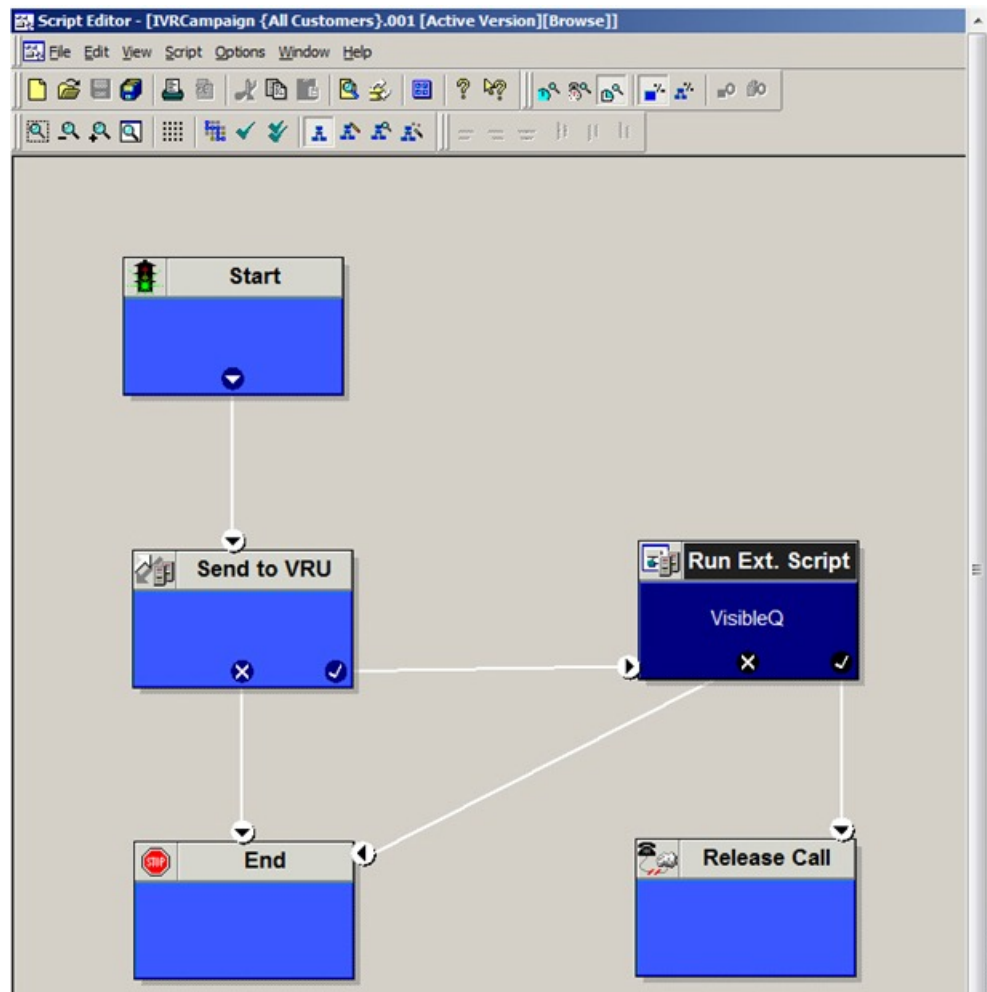 Script Editor - [IVRCampaign {All Customers}.001 [Active Version][Browse]]
File Edit View Script Options Window Help
Start
Send to VRU
Run Ext. Script
VisibleQ
STOP
End
Release Call